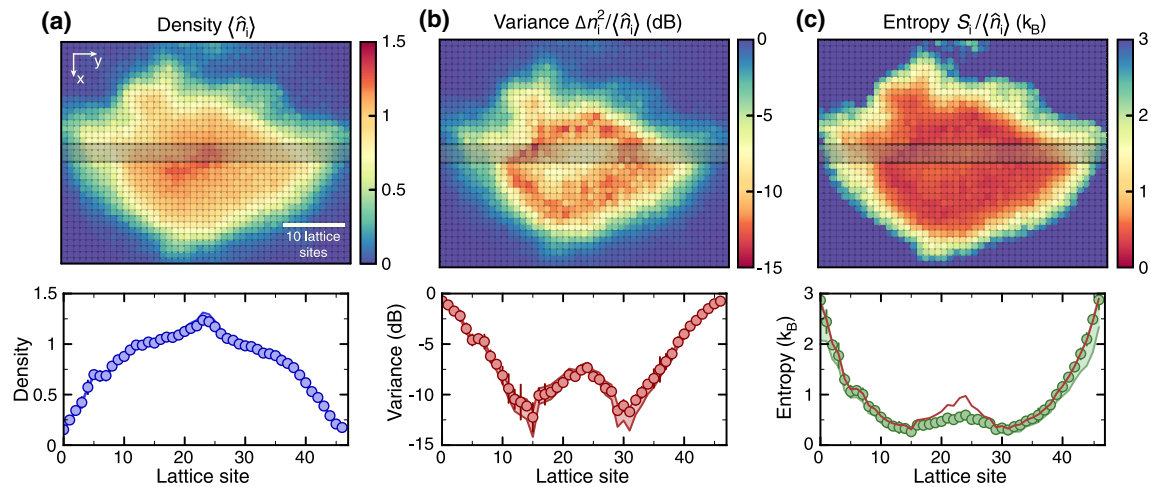 (a) Density ⟨n̂i⟩
(b) Variance Δni²/⟨n̂i⟩ (dB)
(c) Entropy Si/⟨n̂i⟩ (kB)
y
x
10 lattice
sites
1.5
1
0.5
0
0
-5
-10
-15
3
2
1
0
Density
1.5
1
0.5
0
0 10 20 30 40
Lattice site
Variance (dB)
0
-5
-10
-15
0 10 20 30 40
Lattice site
Entropy (kB)
3
2
1
0
0 10 20 30 40
Lattice site